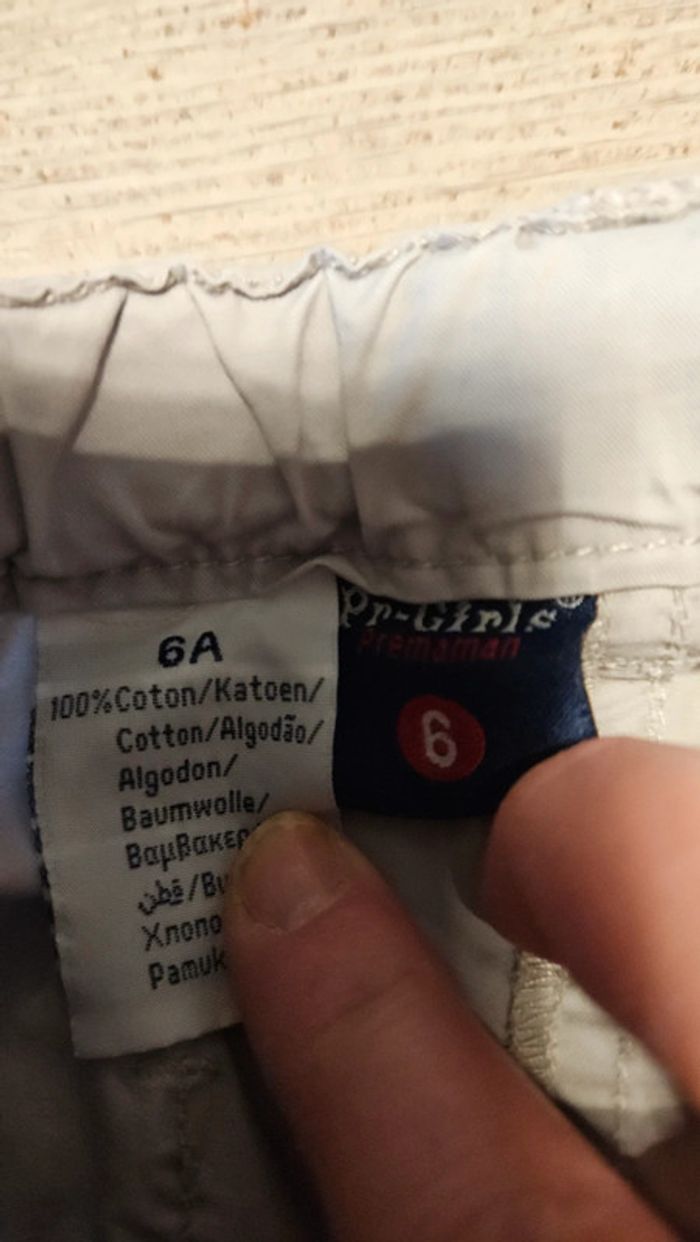 6A
100%Coton/Katoen/
Cotton/Algodão/
Algodon/
Baumwolle/
قطن/
Pamuk
Pr-Girls®
Premaman
6